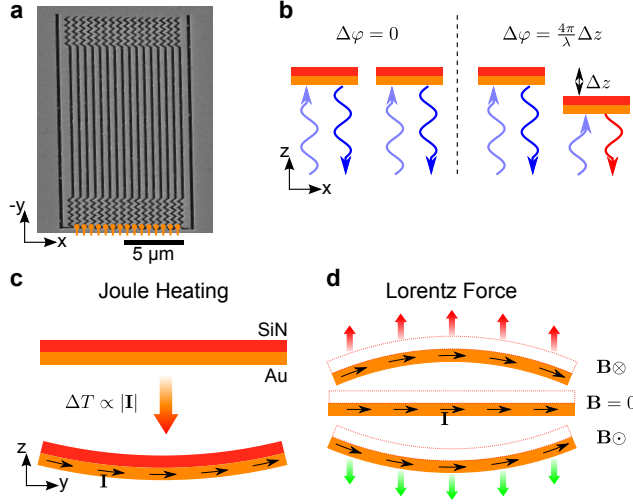 a
-y
x
5 µm
b
Δφ = 0
Δφ = 4π/λ Δz
Δz
z
x
c
Joule Heating
SiN
Au
ΔT ∝ |I|
z
y
I
d
Lorentz Force
B⊗
B = 0
I
B⊙